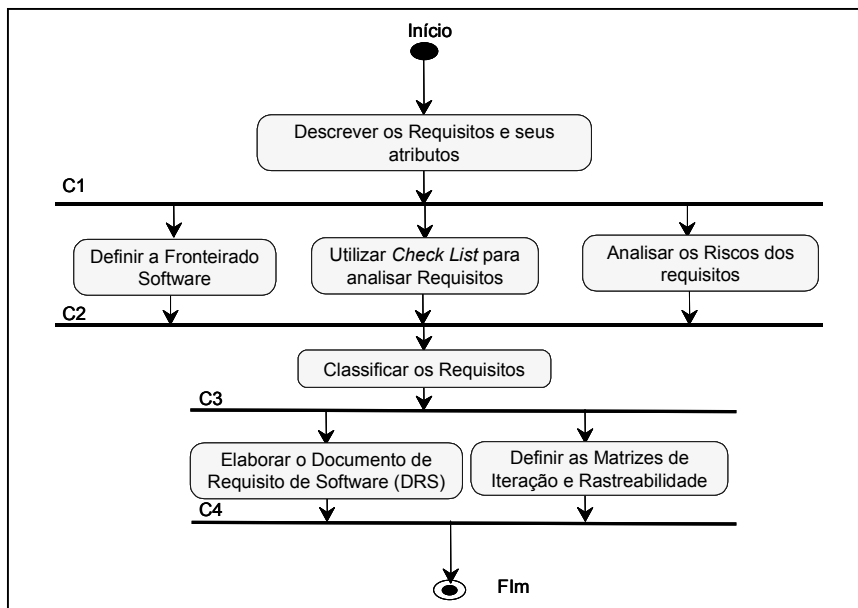 Início
Descrever os Requisitos e seus
atributos
C1
Definir a Fronteirado
Software
Utilizar Check List para
analisar Requisitos
Analisar os Riscos dos
requisitos
C2
Classificar os Requisitos
C3
Elaborar o Documento de
Requisito de Software (DRS)
Definir as Matrizes de
Iteração e Rastreabilidade
C4
FIm